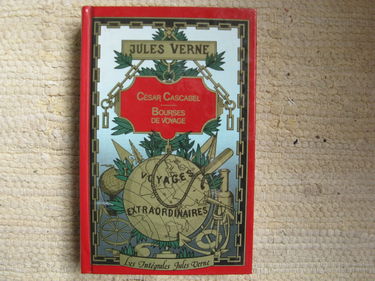 JULES VERNE
CÉSAR CASCABEL
BOURSES
DE VOYAGE
VOYAGES
EXTRAORDINAIRES
Les Intégrales Jules Verne